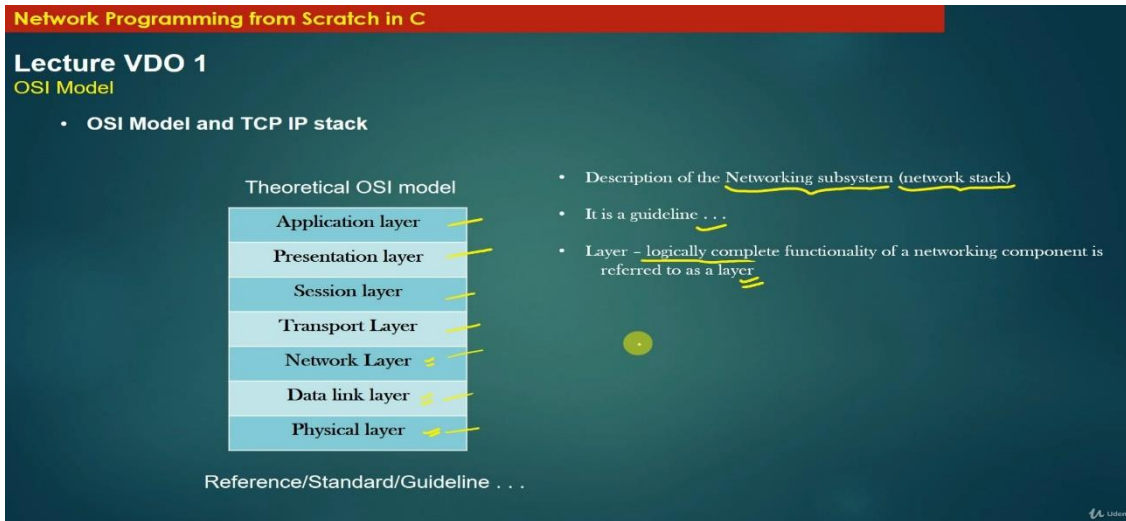 Network Programming from Scratch in C
Lecture VDO 1
OSI Model
• OSI Model and TCP IP stack
Theoretical OSI model
Application layer
Presentation layer
Session layer
Transport Layer
Network Layer
Data link layer
Physical layer
Reference/Standard/Guideline . . .
• Description of the Networking subsystem (network stack)
• It is a guideline . . .
• Layer – logically complete functionality of a networking component is
referred to as a layer